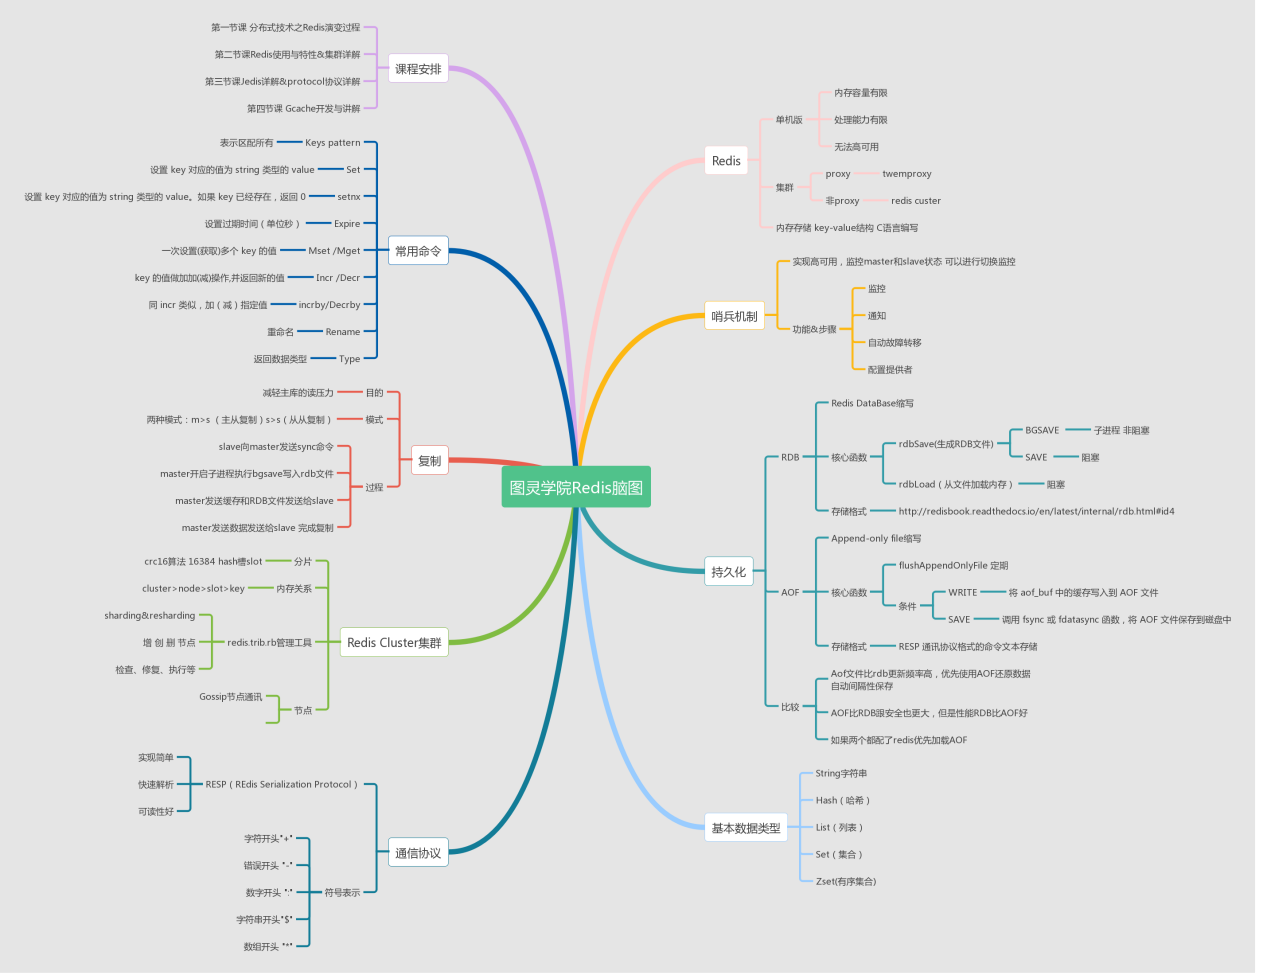 图灵学院Redis脑图
课程安排
第一节课 分布式技术之Redis演变过程
第二节课Redis使用与特性&集群详解
第三节课Jedis详解&protocol协议详解
第四节课 Gcache开发与讲解
常用命令
Keys pattern
表示区配所有
Set
设置 key 对应的值为 string 类型的 value
setnx
设置 key 对应的值为 string 类型的 value。如果 key 已经存在，返回 0
Expire
设置过期时间（单位秒）
Mset /Mget
一次设置(获取)多个 key 的值
Incr /Decr
key 的值做加加(减)操作,并返回新的值
incrby/Decrby
同 incr 类似，加（减）指定值
Rename
重命名
Type
返回数据类型
复制
目的
减轻主库的读压力
模式
两种模式：m>s （主从复制）s>s（从从复制）
过程
slave向master发送sync命令
master开启子进程执行bgsave写入rdb文件
master发送缓存和RDB文件发送给slave
master发送数据发送给slave 完成复制
Redis Cluster集群
分片
crc16算法 16384 hash槽slot
内存关系
cluster>node>slot>key
redis.trib.rb管理工具
sharding&resharding
增 创 删 节点
检查、修复、执行等
节点
Gossip节点通讯
通信协议
RESP（REdis Serialization Protocol）
实现简单
快速解析
可读性好
符号表示
字符开头"+"
错误开头 "-"
数字开头 ":"
字符串开头"$"
数组开头 "*"
Redis
单机版
内存容量有限
处理能力有限
无法高可用
集群
proxy
twemproxy
非proxy
redis custer
内存存储 key-value结构 C语言编写
哨兵机制
实现高可用，监控master和slave状态 可以进行切换监控
功能&步骤
监控
通知
自动故障转移
配置提供者
持久化
RDB
Redis DataBase缩写
核心函数
rdbSave(生成RDB文件)
BGSAVE
子进程 非阻塞
SAVE
阻塞
rdbLoad（从文件加载内存）
阻塞
存储格式
http://redisbook.readthedocs.io/en/latest/internal/rdb.html#id4
AOF
Append-only file缩写
核心函数
flushAppendOnlyFile 定期
条件
WRITE
将 aof_buf 中的缓存写入到 AOF 文件
SAVE
调用 fsync 或 fdatasync 函数，将 AOF 文件保存到磁盘中
存储格式
RESP 通讯协议格式的命令文本存储
比较
Aof文件比rdb更新频率高，优先使用AOF还原数据
自动间隔性保存
AOF比RDB跟安全也更大，但是性能RDB比AOF好
如果两个都配了redis优先加载AOF
基本数据类型
String字符串
Hash（哈希）
List（列表）
Set（集合）
Zset(有序集合)